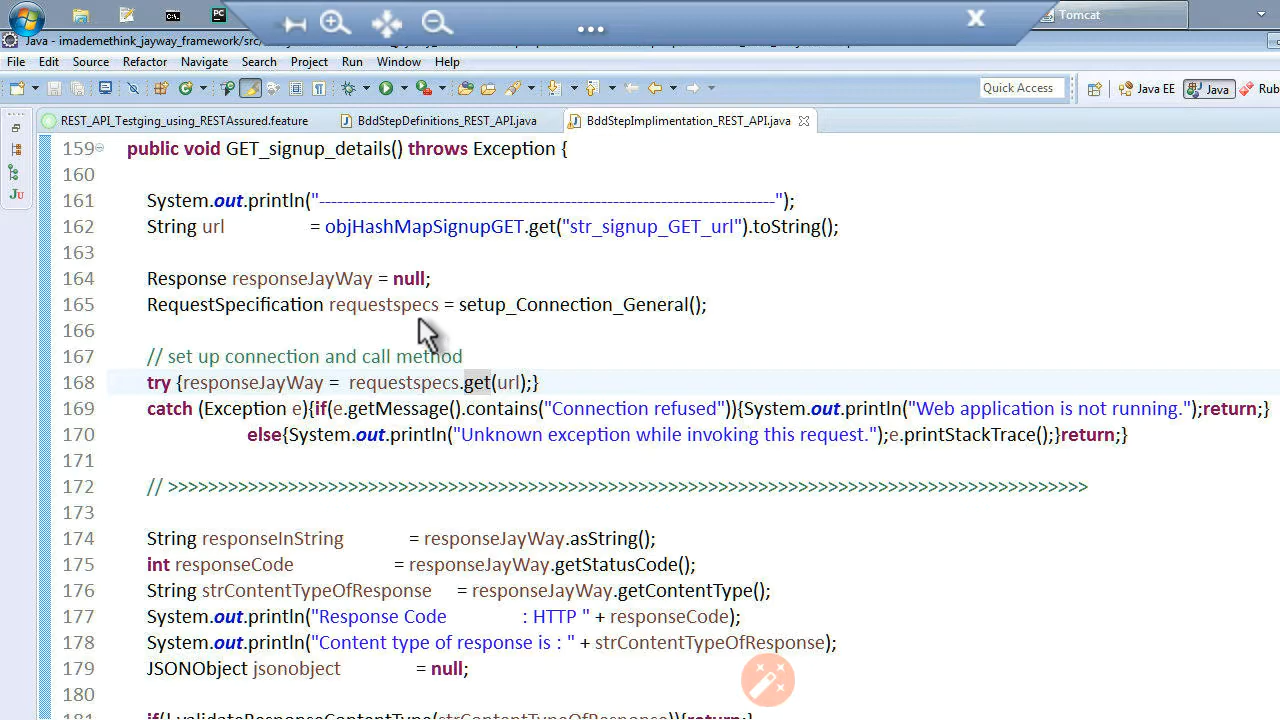 PC
Tomcat
X
Java - imademethink_jayway_framework/src/
File Edit Source Refactor Navigate Search Project Run Window Help
Quick Access Java EE Java Rub
REST_API_Testging_using_RESTAssured.feature BddStepDefinitions_REST_API.java BddStepImplimentation_REST_API.java
159 public void GET_signup_details() throws Exception {
160
161 System.out.println("----------------------------------------------------------------------------");
162 String url = objHashMapSignupGET.get("str_signup_GET_url").toString();
163
164 Response responseJayWay = null;
165 RequestSpecification requestspecs = setup_Connection_General();
166
167 // set up connection and call method
168 try {responseJayWay = requestspecs.get(url);}
169 catch (Exception e){if(e.getMessage().contains("Connection refused")){System.out.println("Web application is not running.");return;}
170 else{System.out.println("Unknown exception while invoking this request.");e.printStackTrace();}return;}
171
172 // >>>>>>>>>>>>>>>>>>>>>>>>>>>>>>>>>>>>>>>>>>>>>>>>>>>>>>>>>>>>>>>>>>>>>>>>>>>>>>>>>>>>>>>>>>>>
173
174 String responseInString = responseJayWay.asString();
175 int responseCode = responseJayWay.getStatusCode();
176 String strContentTypeOfResponse = responseJayWay.getContentType();
177 System.out.println("Response Code : HTTP " + responseCode);
178 System.out.println("Content type of response is : " + strContentTypeOfResponse);
179 JSONObject jsonobject = null;
180
181 if(!validateResponseContentType(strContentTypeOfResponse)){return;}